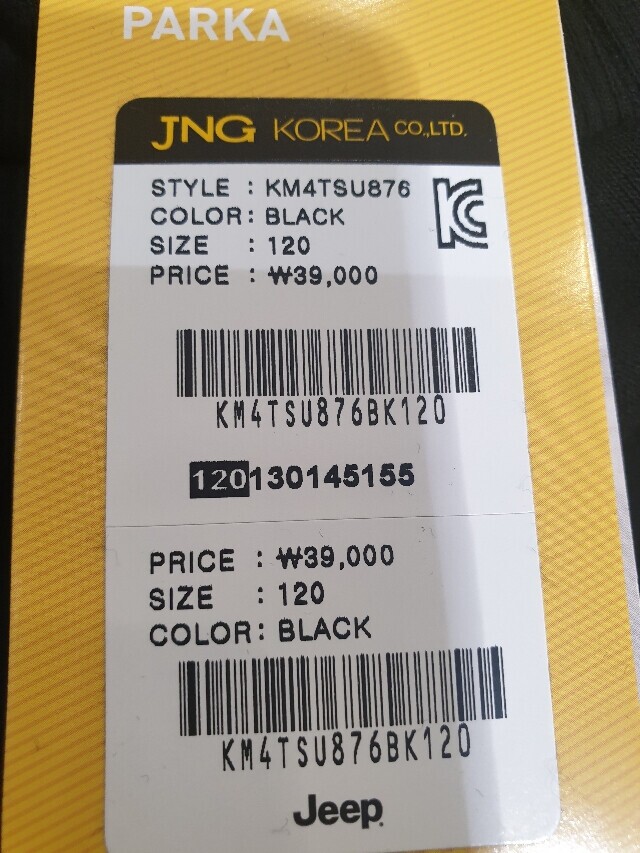 PARKA
JNG KOREA CO.,LTD.
STYLE : KM4TSU876
COLOR : BLACK
SIZE : 120
PRICE : ₩39,000
KC
KM4TSU876BK120
120130145155
PRICE : ₩39,000
SIZE : 120
COLOR : BLACK
KM4TSU876BK120
Jeep